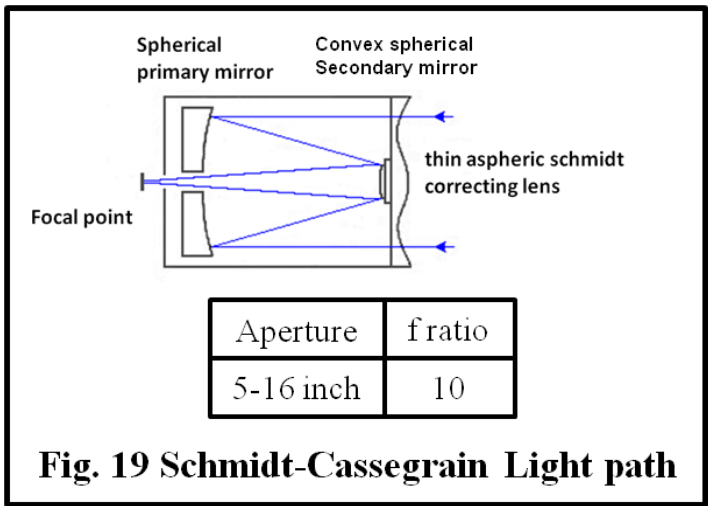 Spherical
primary mirror
Convex spherical
Secondary mirror
thin aspheric schmidt
correcting lens
Focal point
Aperture f ratio
5-16 inch 10
Fig. 19 Schmidt-Cassegrain Light path